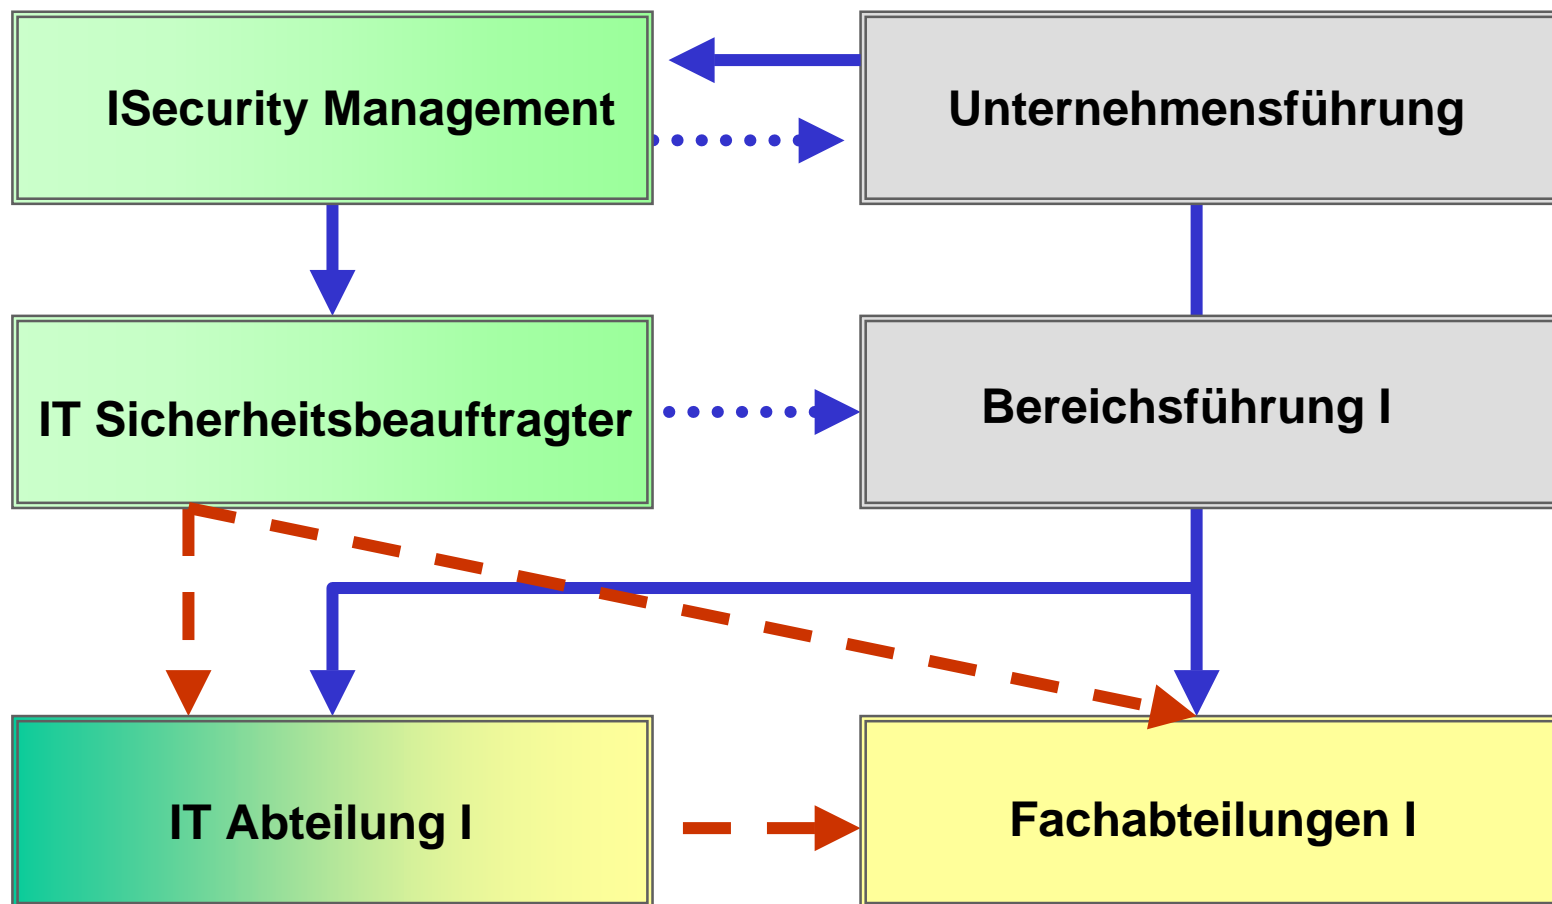 ISecurity Management
Unternehmensführung
IT Sicherheitsbeauftragter
Bereichsführung I
IT Abteilung I
Fachabteilungen I